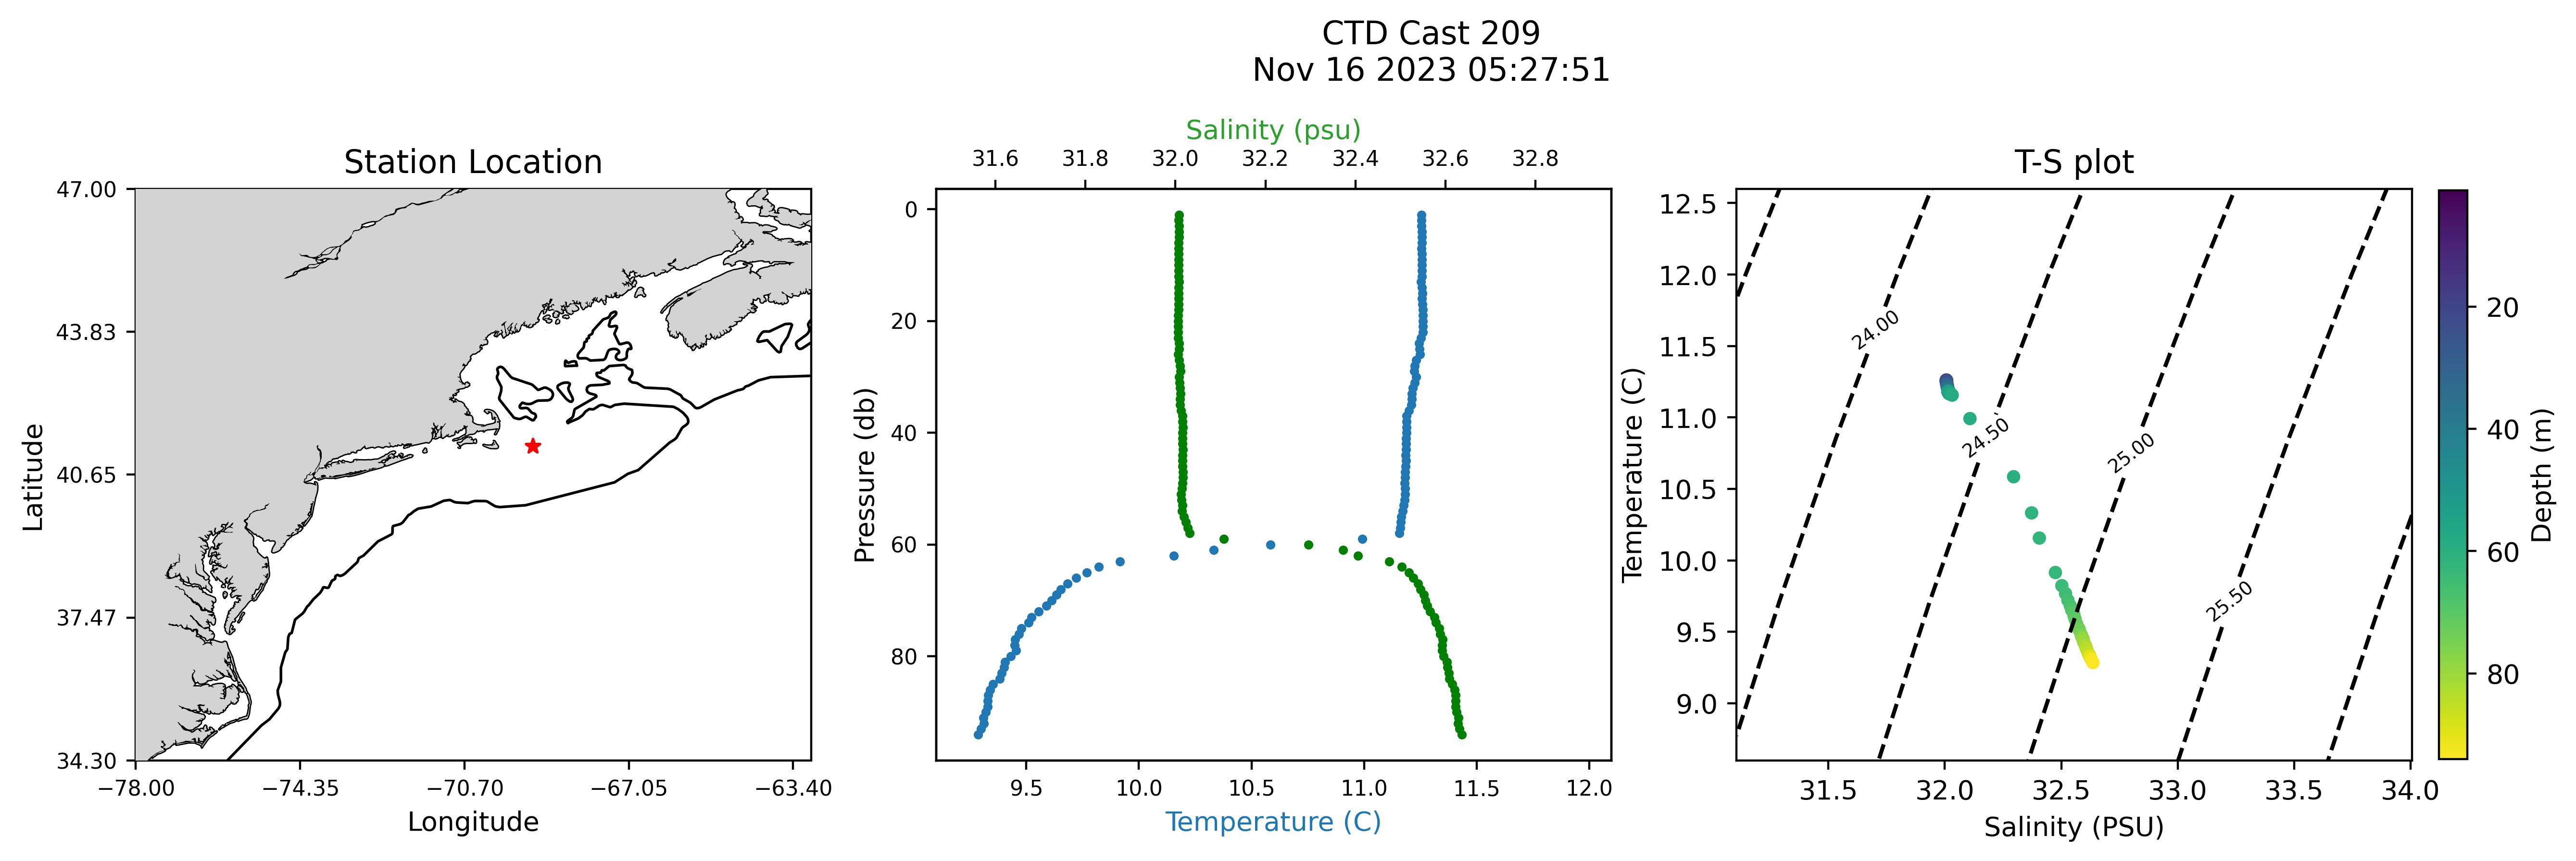 CTD Cast 209
Nov 16 2023 05:27:51
Station Location
47.00
43.83
40.65
37.47
34.30
Latitude
−78.00 −74.35 −70.70 −67.05 −63.40
Longitude
Salinity (psu)
31.6 31.8 32.0 32.2 32.4 32.6 32.8
0
20
40
60
80
Pressure (db)
9.5 10.0 10.5 11.0 11.5 12.0
Temperature (C)
T-S plot
12.5
12.0
11.5
11.0
10.5
10.0
9.5
9.0
Temperature (C)
24.00
24.50
25.00
25.50
31.5 32.0 32.5 33.0 33.5 34.0
Salinity (PSU)
20
40
60
80
Depth (m)